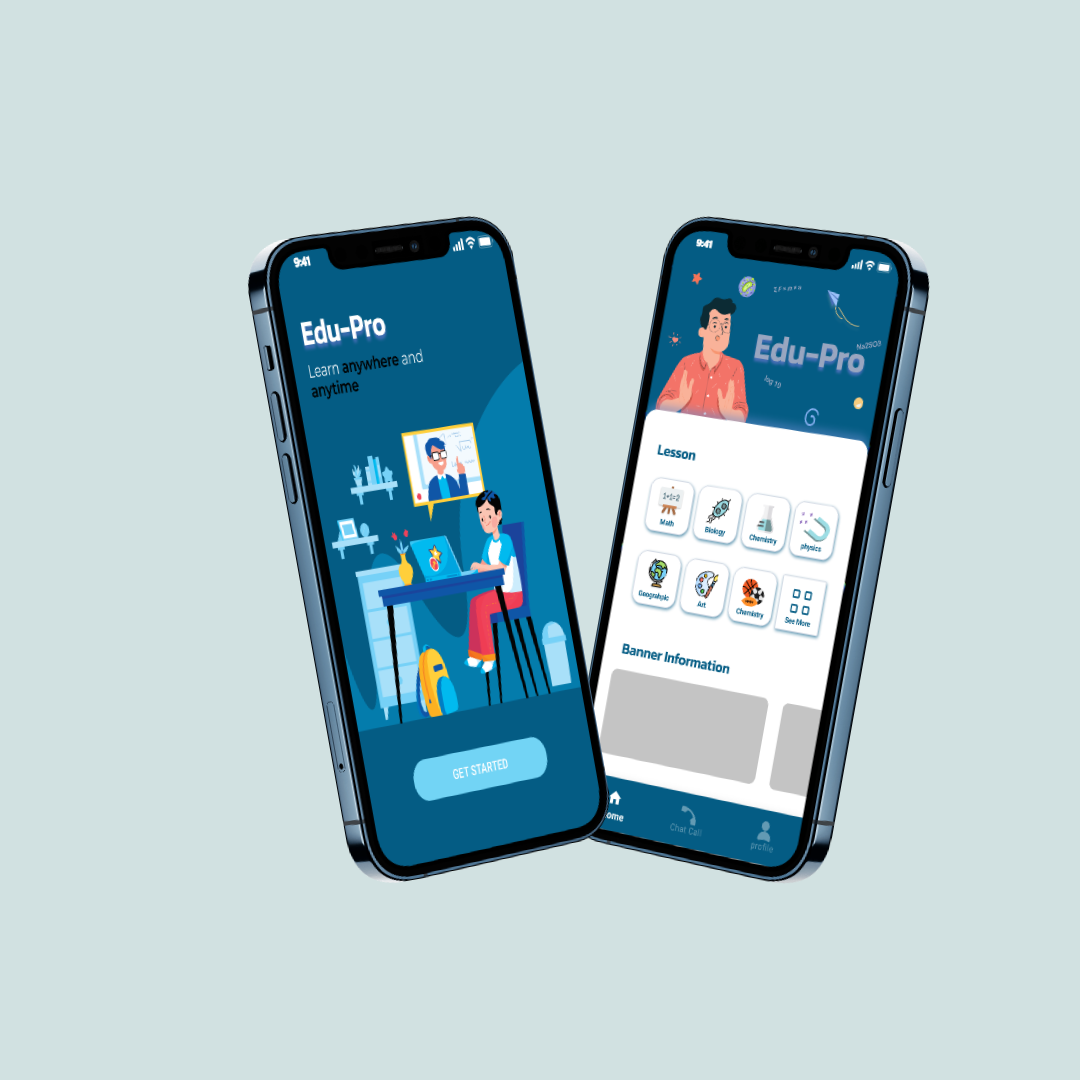 9:41
Edu-Pro
Learn anywhere and
anytime
GET STARTED
9:41
Edu-Pro
Na2SO3
log 10
Lesson
1+1=2
Math
Biology
Chemistry
physics
Art
Chemistry
See More
Banner Information
ome
Chat Call
profile